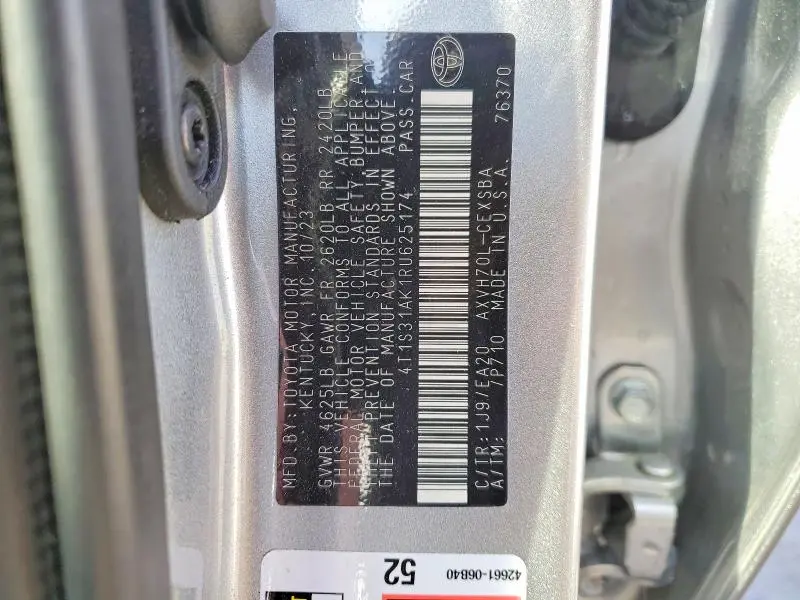 MFD.BY:TOYOTA MOTOR MANUFACTURING,
KENTUCKY,INC. 10/23
GVWR 4625LB GAWR FR 2620LB RR 2420LB
THIS VEHICLE CONFORMS TO ALL APPLICABLE
FEDERAL MOTOR VEHICLE SAFETY, BUMPER, AND
THEFT PREVENTION STANDARDS IN EFFECT ON
THE DATE OF MANUFACTURE SHOWN ABOVE.
4T1S31AK1RU625174 PASS.CAR
C/TR:1J9/EA20 AXVH70L-CEXSBA
A/TM: 7P710 MADE IN U.S.A. 76370
52
42661-06B40